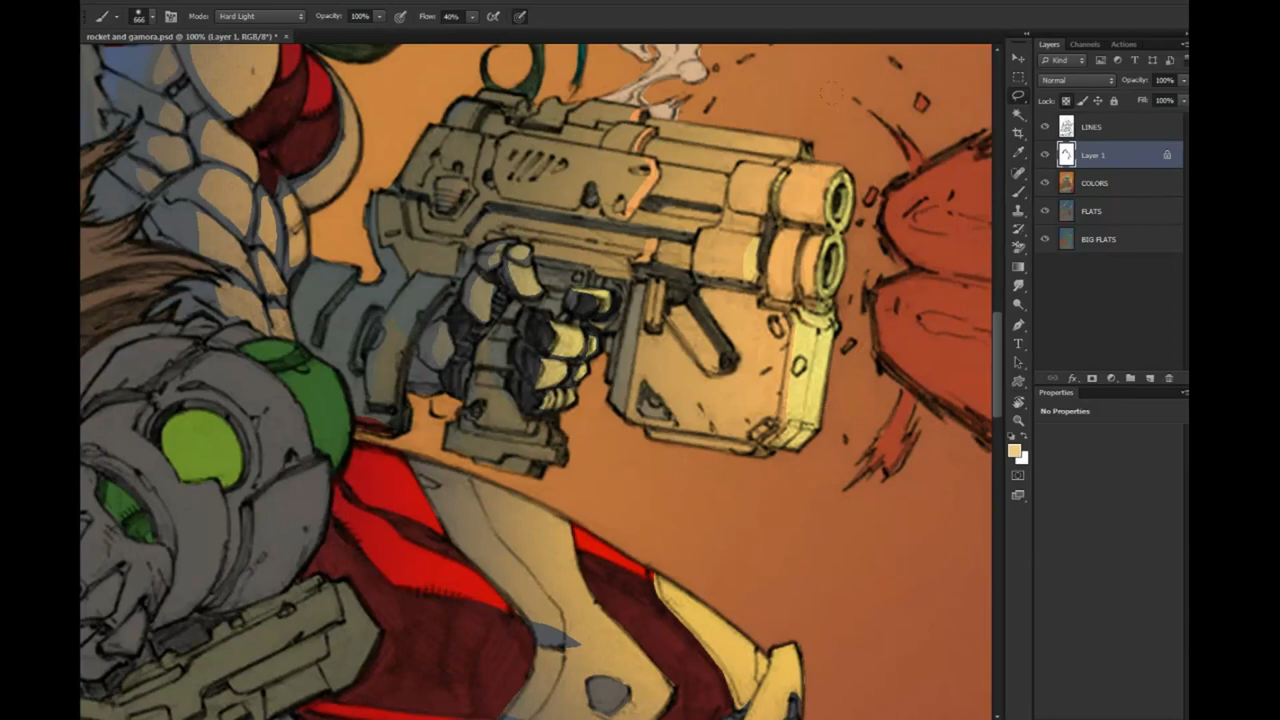 666 Mode: Hard Light Opacity: 100% Flow: 40%
rocket and gamora.psd @ 100% (Layer 1, RGB/8*) * ×
Layers Channels Actions
Kind
Normal Opacity: 100%
Lock: Fill: 100%
LINES
Layer 1
COLORS
FLATS
BIG FLATS
Properties
No Properties